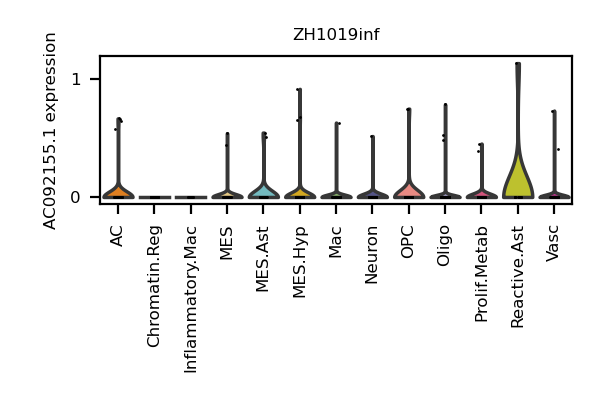 ZH1019inf
AC092155.1 expression
1
0
AC
Chromatin.Reg
Inflammatory.Mac
MES
MES.Ast
MES.Hyp
Mac
Neuron
OPC
Oligo
Prolif.Metab
Reactive.Ast
Vasc